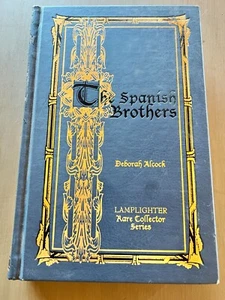 The Spanish
Brothers
Deborah Alcock
LAMPLIGHTER
Rare Collector
Series